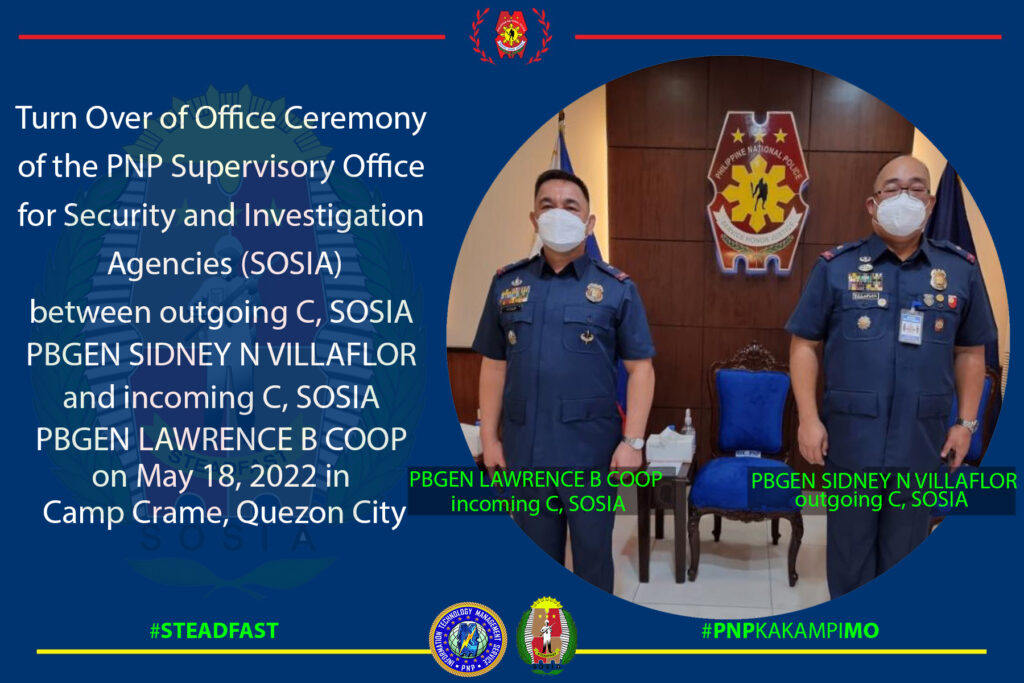 Turn Over of Office Ceremony
of the PNP Supervisory Office
for Security and Investigation
Agencies (SOSIA)
between outgoing C, SOSIA
PBGEN SIDNEY N VILLAFLOR
and incoming C, SOSIA
PBGEN LAWRENCE B COOP
on May 18, 2022 in
Camp Crame, Quezon City
STEADFAST
SOSIA
PHILIPPINE NATIONAL POLICE
SERVICE HONOR JUSTICE
VILLAFLOR
PBGEN LAWRENCE B COOP
incoming C, SOSIA
PBGEN SIDNEY N VILLAFLOR
outgoing C, SOSIA
#STEADFAST
INFORMATION TECHNOLOGY MANAGEMENT SERVICE
PNP
SOSIA
#PNPKAKAMPIMO